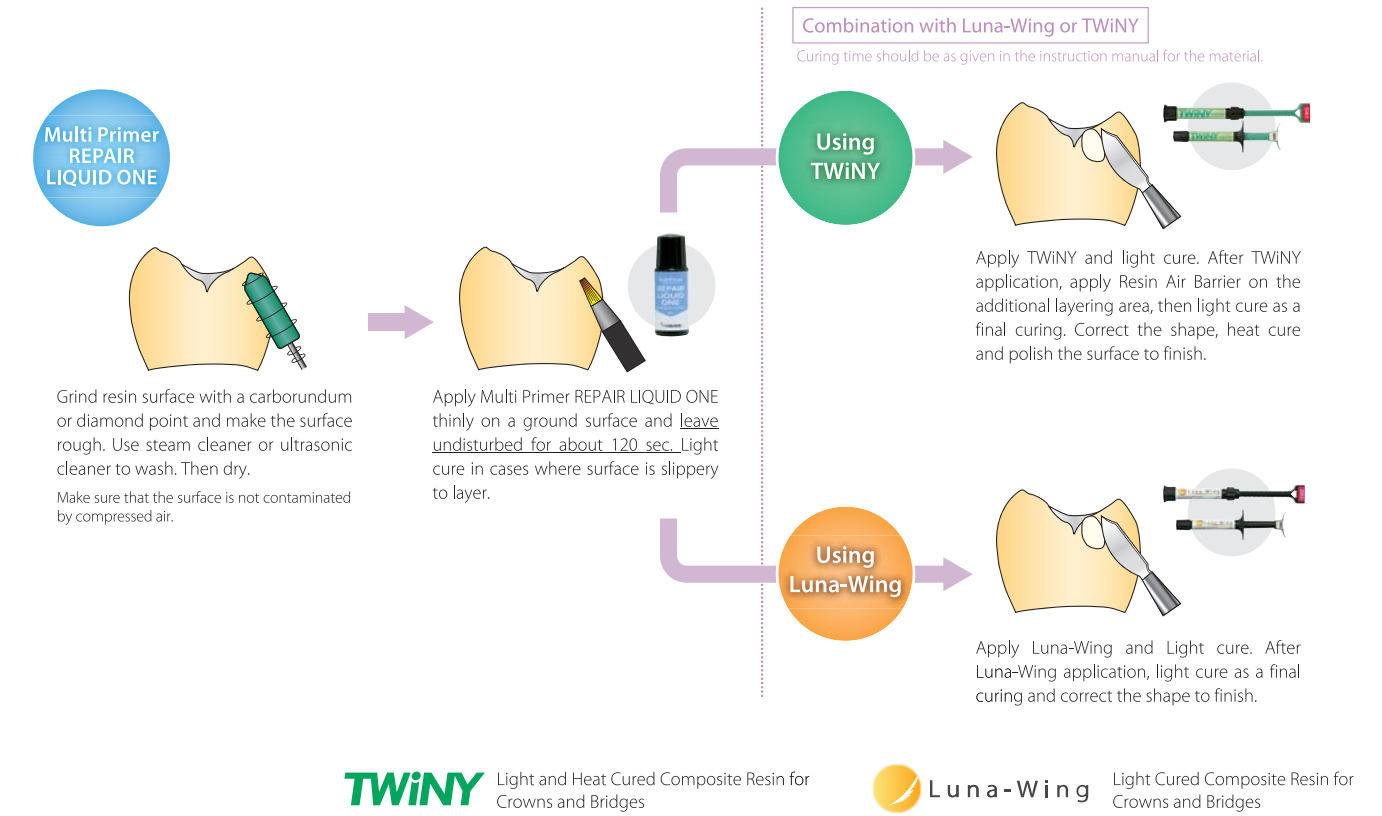 Combination with Luna-Wing or TWiNY
Curing time should be as given in the instruction manual for the material.
Multi Primer
REPAIR
LIQUID ONE
Grind resin surface with a carborundum
or diamond point and make the surface
rough. Use steam cleaner or ultrasonic
cleaner to wash. Then dry.
Make sure that the surface is not contaminated
by compressed air.
REPAIR
LIQUID
ONE
Apply Multi Primer REPAIR LIQUID ONE
thinly on a ground surface and leave
undisturbed for about 120 sec. Light
cure in cases where surface is slippery
to layer.
Using
TWiNY
TWiNY
TWiNY
Apply TWiNY and light cure. After TWiNY
application, apply Resin Air Barrier on the
additional layering area, then light cure as a
final curing. Correct the shape, heat cure
and polish the surface to finish.
Using
Luna-Wing
Apply Luna-Wing and Light cure. After
Luna-Wing application, light cure as a final
curing and correct the shape to finish.
TWiNY
Light and Heat Cured Composite Resin for
Crowns and Bridges
Luna-Wing
Light Cured Composite Resin for
Crowns and Bridges